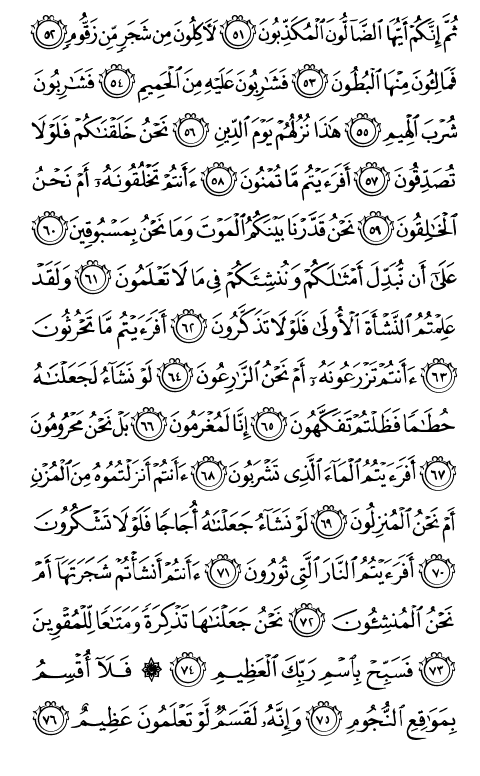 ثُمَّ إِنَّكُمْ أَيُّهَا الضَّآلُّونَ الْمُكَذِّبُونَ ٥١ لَآكِلُونَ مِن شَجَرٍ مِّن زَقُّومٍ ٥٢
فَمَالِـُٔونَ مِنْهَا الْبُطُونَ ٥٣ فَشَارِبُونَ عَلَيْهِ مِنَ الْحَمِيمِ ٥٤ فَشَارِبُونَ
شُرْبَ الْهِيمِ ٥٥ هَٰذَا نُزُلُهُمْ يَوْمَ الدِّينِ ٥٦ نَحْنُ خَلَقْنَاكُمْ فَلَوْلَا
تُصَدِّقُونَ ٥٧ أَفَرَءَيْتُم مَّا تُمْنُونَ ٥٨ ءَأَنتُمْ تَخْلُقُونَهُۥٓ أَمْ نَحْنُ
الْخَالِقُونَ ٥٩ نَحْنُ قَدَّرْنَا بَيْنَكُمُ الْمَوْتَ وَمَا نَحْنُ بِمَسْبُوقِينَ ٦٠
عَلَىٰٓ أَن نُّبَدِّلَ أَمْثَٰلَكُمْ وَنُنشِئَكُمْ فِي مَا لَا تَعْلَمُونَ ٦١ وَلَقَدْ
عَلِمْتُمُ النَّشْأَةَ الْأُولَىٰ فَلَوْلَا تَذَكَّرُونَ ٦٢ أَفَرَءَيْتُم مَّا تَحْرُثُونَ
٦٣ ءَأَنتُمْ تَزْرَعُونَهُۥٓ أَمْ نَحْنُ الزَّارِعُونَ ٦٤ لَوْ نَشَآءُ لَجَعَلْنَاهُ
حُطَامًا فَظَلْتُمْ تَفَكَّهُونَ ٦٥ إِنَّا لَمُغْرَمُونَ ٦٦ بَلْ نَحْنُ مَحْرُومُونَ
٦٧ أَفَرَءَيْتُمُ الْمَآءَ الَّذِي تَشْرَبُونَ ٦٨ ءَأَنتُمْ أَنزَلْتُمُوهُ مِنَ الْمُزْنِ
أَمْ نَحْنُ الْمُنزِلُونَ ٦٩ لَوْ نَشَآءُ جَعَلْنَاهُ أُجَاجًا فَلَوْلَا تَشْكُرُونَ
٧٠ أَفَرَءَيْتُمُ النَّارَ الَّتِي تُورُونَ ٧١ ءَأَنتُمْ أَنشَأْتُمْ شَجَرَتَهَآ أَمْ
نَحْنُ الْمُنشِـُٔونَ ٧٢ نَحْنُ جَعَلْنَاهَا تَذْكِرَةً وَمَتَاعًا لِّلْمُقْوِينَ
٧٣ فَسَبِّحْ بِاسْمِ رَبِّكَ الْعَظِيمِ ٧٤ ۞ فَلَآ أُقْسِمُ
بِمَوَاقِعِ النُّجُومِ ٧٥ وَإِنَّهُۥ لَقَسَمٌ لَّوْ تَعْلَمُونَ عَظِيمٌ ٧٦